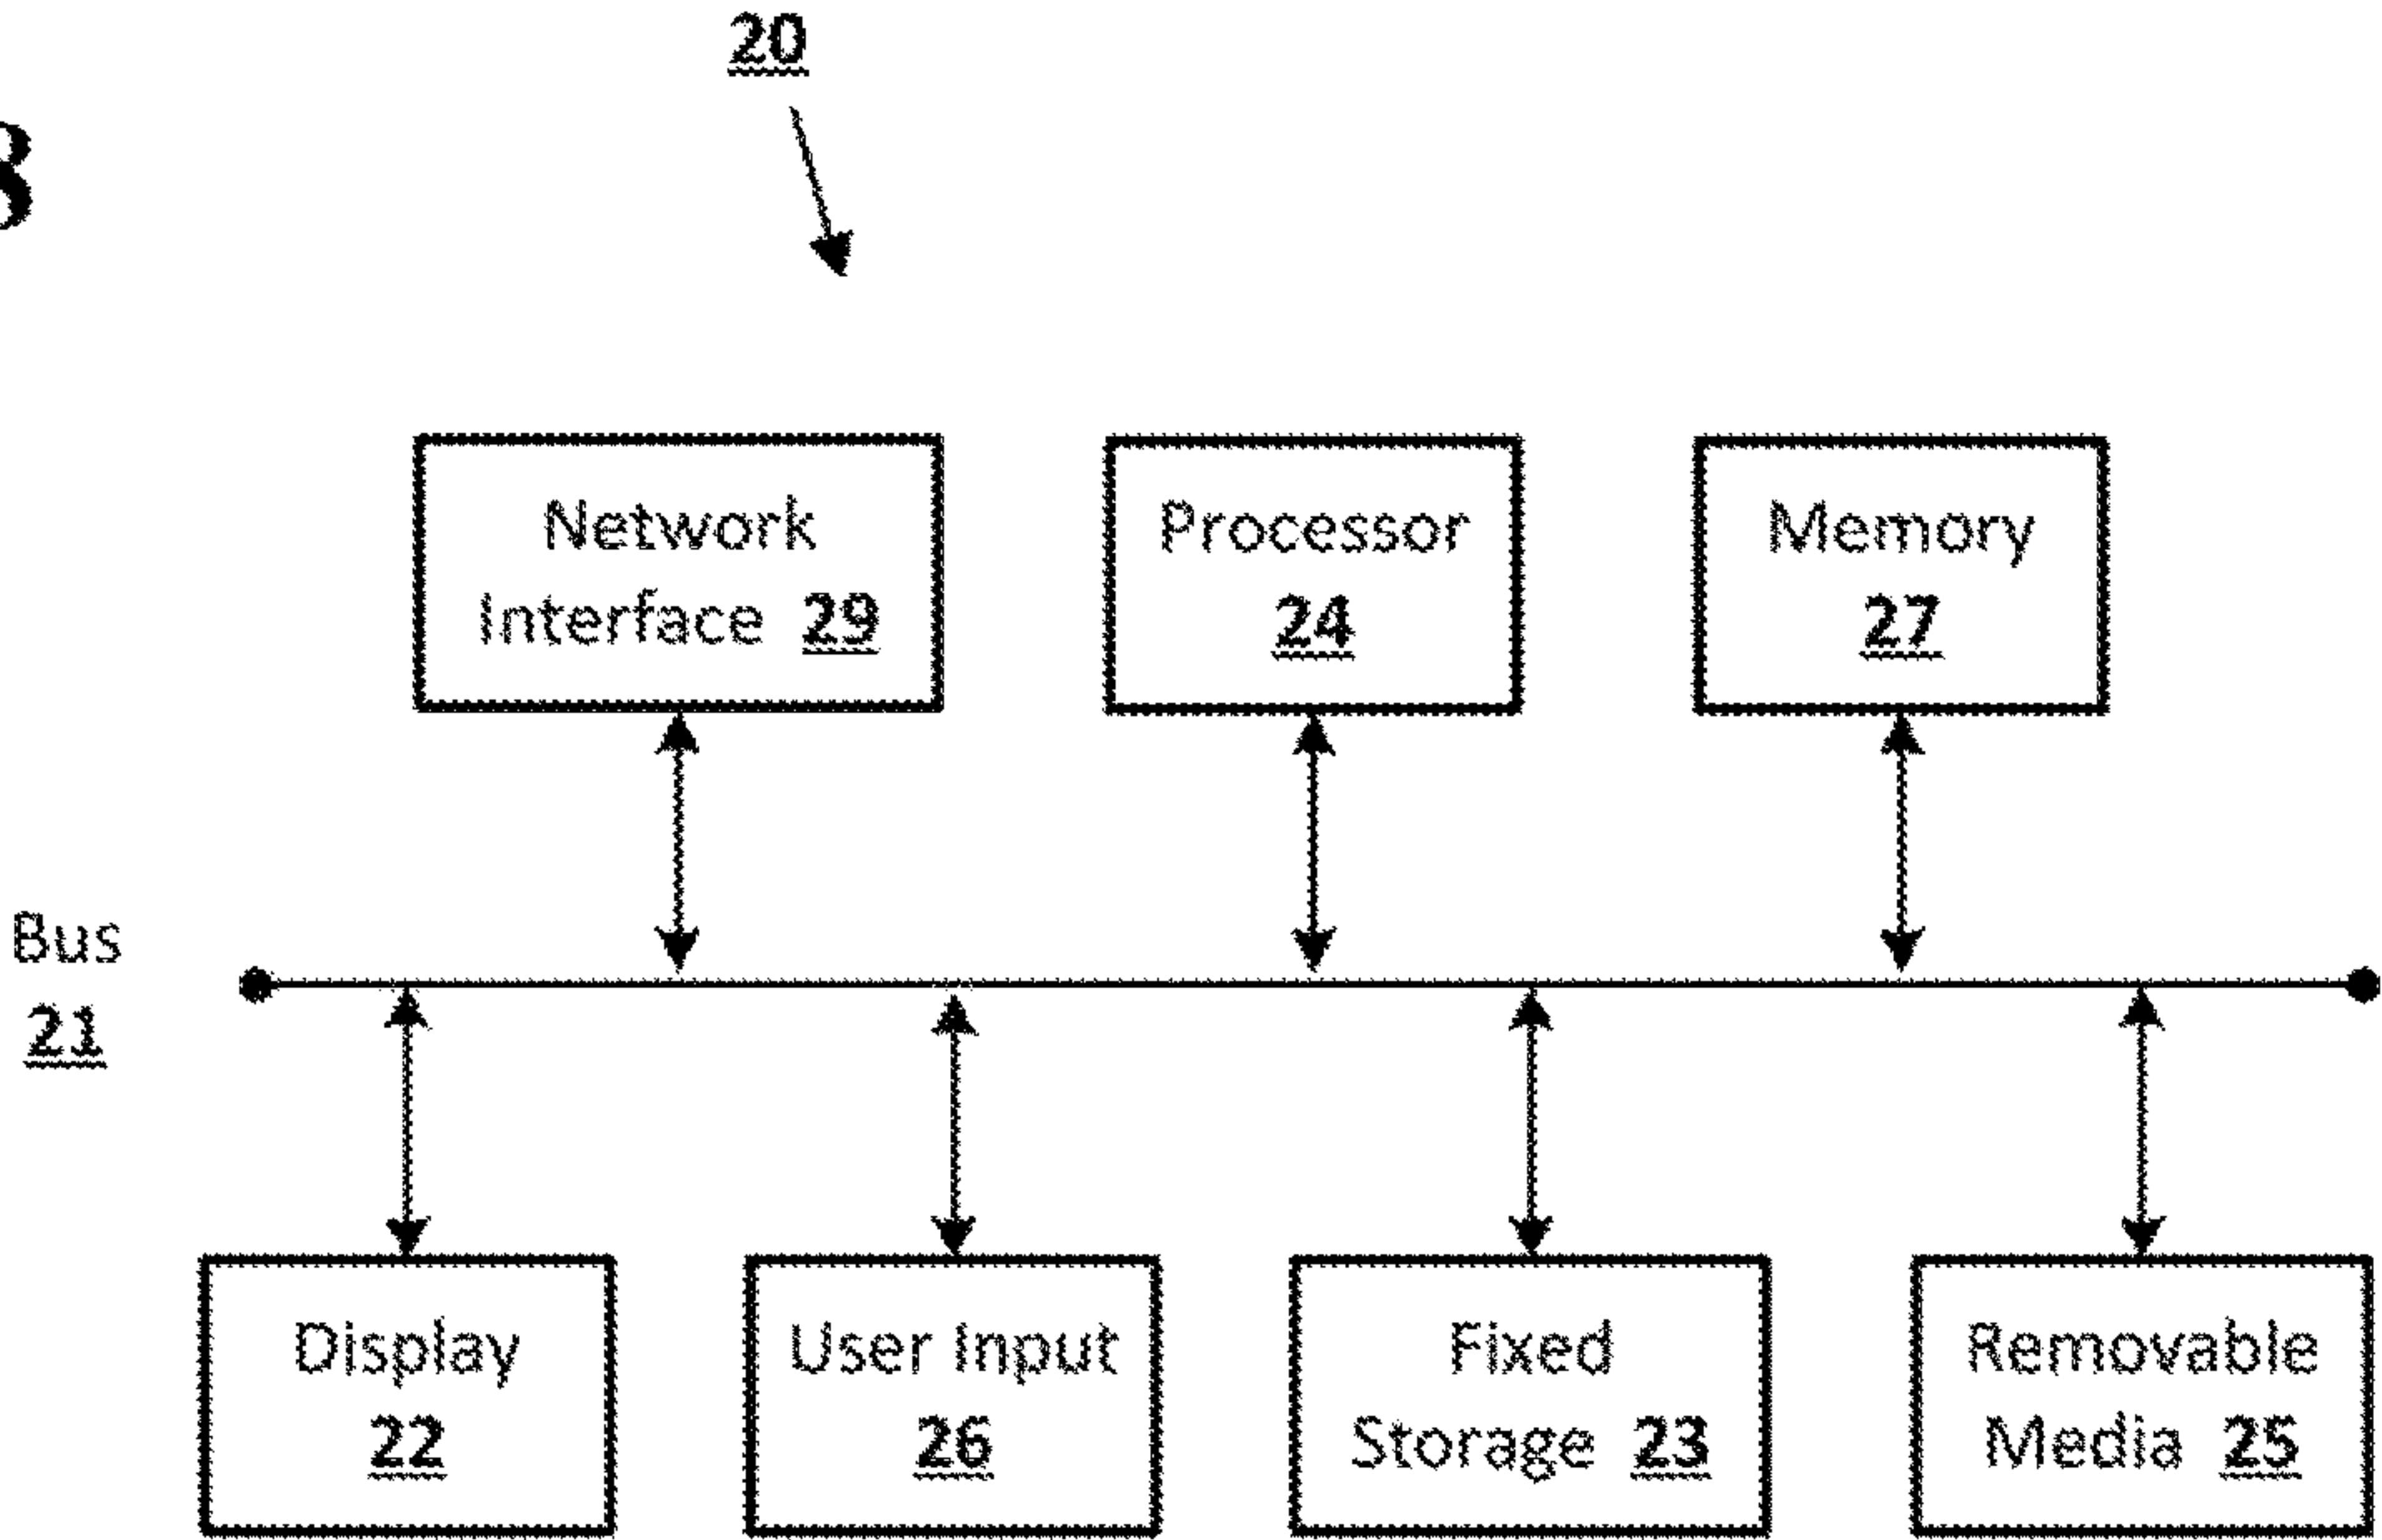 20
Network
Interface 29
Processor
24
Memory
27
Bus
21
Display
22
User Input
26
Fixed
Storage 23
Removable
Media 25